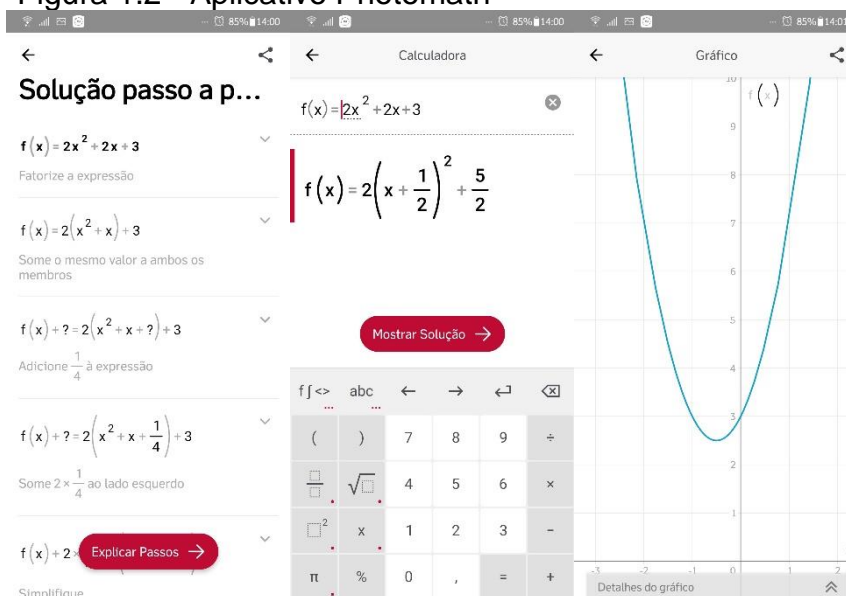 Figura 1.2 - Aplicativo Photomath
85% 14:00
Solução passo a p...
f(x) = 2x² + 2x + 3
Fatorize a expressão
f(x) = 2(x² + x) + 3
Some o mesmo valor a ambos os
membros
f(x) + ? = 2(x² + x + ?) + 3
Adicione 1/4 à expressão
f(x) + ? = 2(x² + x + 1/4) + 3
Some 2 × 1/4 ao lado esquerdo
f(x) + 2 ×
Explicar Passos →
Simplifique
85% 14:00
Calculadora
f(x)=2x²+2x+3
f(x) = 2(x + 1/2)² + 5/2
Mostrar Solução →
f∫<> abc ← → ↵ ⌫
( ) 7 8 9 ÷
□/□ √□ 4 5 6 ×
□² x 1 2 3 −
π % 0 , = +
85% 14:01
Gráfico
f(x)
10
9
8
7
6
5
4
3
2
1
-3 -2 -1 0 1 2
Detalhes do gráfico